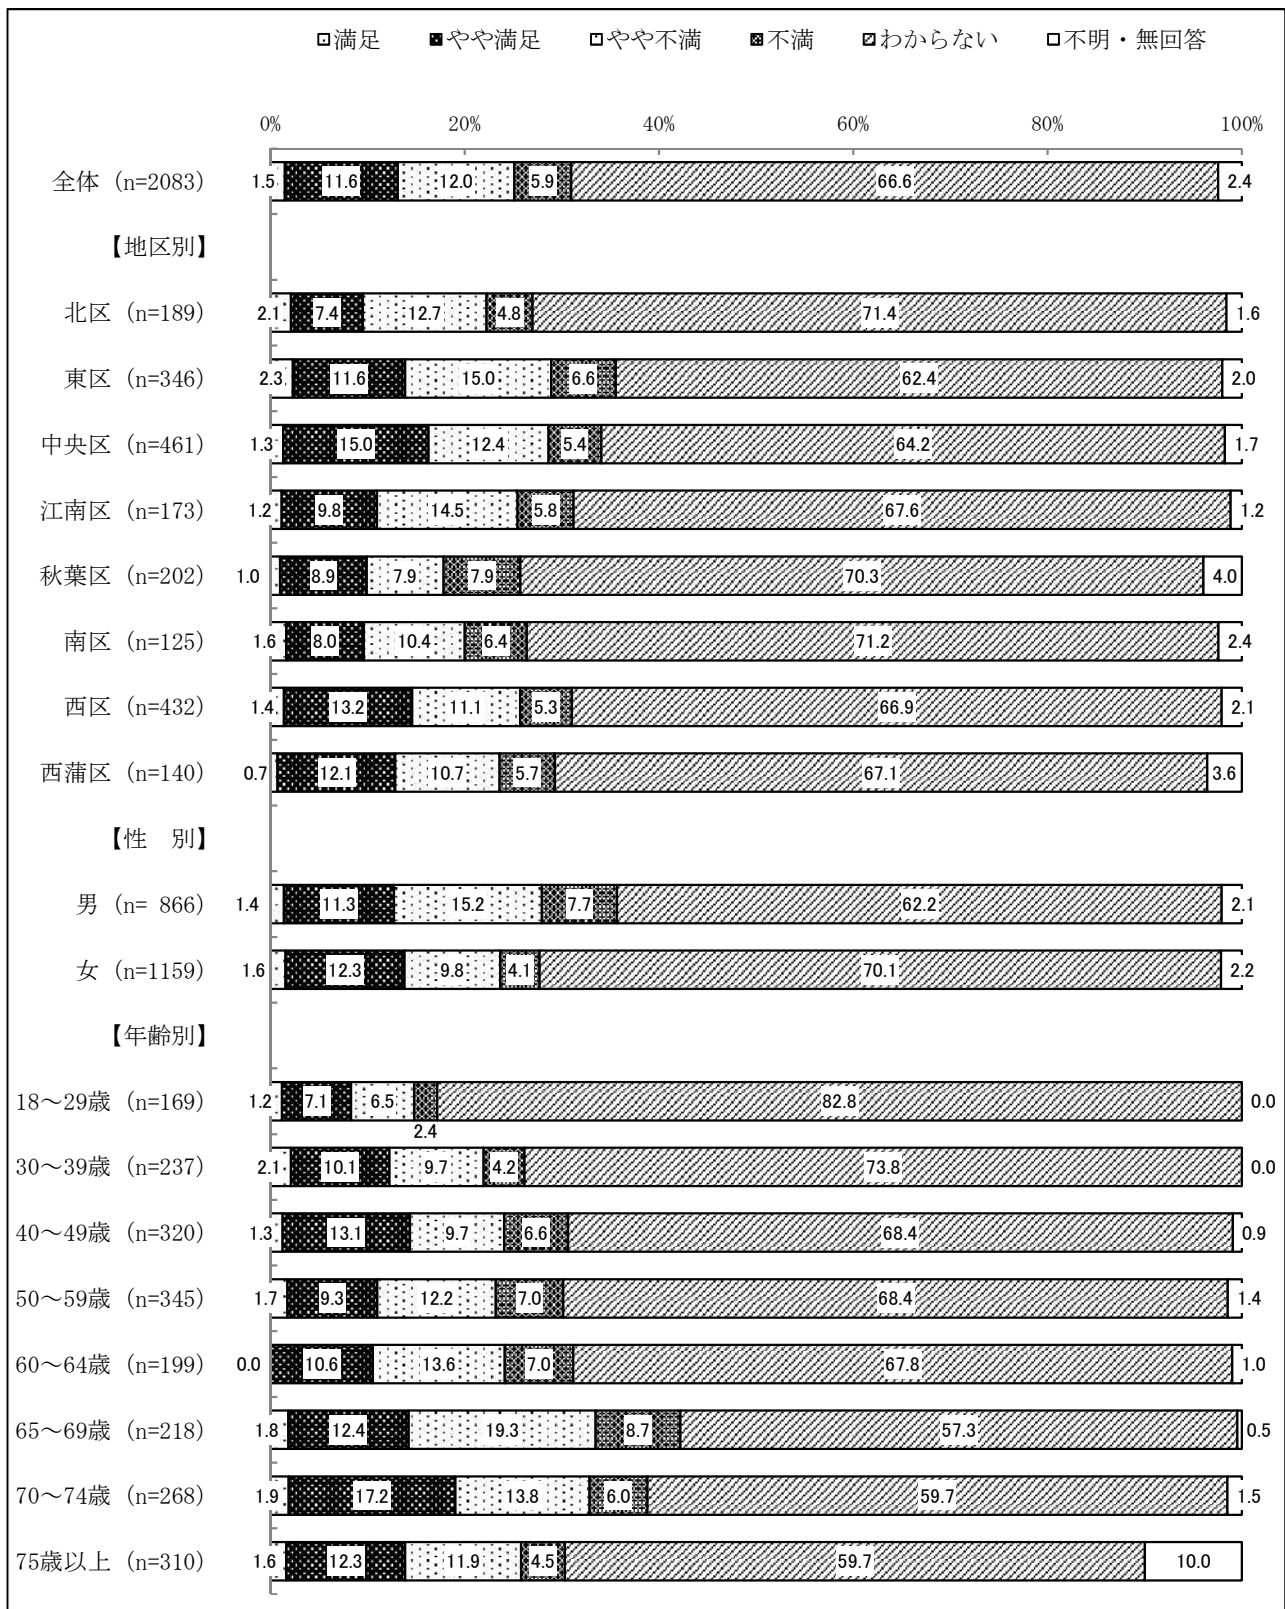 満足 やや満足 やや不満 不満 わからない 不明・無回答
0% 20% 40% 60% 80% 100%
全体 (n=2083) 1.5 11.6 12.0 5.9 66.6 2.4
【地区別】
北区 (n=189) 2.1 7.4 12.7 4.8 71.4 1.6
東区 (n=346) 2.3 11.6 15.0 6.6 62.4 2.0
中央区 (n=461) 1.3 15.0 12.4 5.4 64.2 1.7
江南区 (n=173) 1.2 9.8 14.5 5.8 67.6 1.2
秋葉区 (n=202) 1.0 8.9 7.9 7.9 70.3 4.0
南区 (n=125) 1.6 8.0 10.4 6.4 71.2 2.4
西区 (n=432) 1.4 13.2 11.1 5.3 66.9 2.1
西蒲区 (n=140) 0.7 12.1 10.7 5.7 67.1 3.6
【性　別】
男 (n= 866) 1.4 11.3 15.2 7.7 62.2 2.1
女 (n=1159) 1.6 12.3 9.8 4.1 70.1 2.2
【年齢別】
18～29歳 (n=169) 1.2 7.1 6.5 82.8 0.0
2.4
30～39歳 (n=237) 2.1 10.1 9.7 4.2 73.8 0.0
40～49歳 (n=320) 1.3 13.1 9.7 6.6 68.4 0.9
50～59歳 (n=345) 1.7 9.3 12.2 7.0 68.4 1.4
60～64歳 (n=199) 0.0 10.6 13.6 7.0 67.8 1.0
65～69歳 (n=218) 1.8 12.4 19.3 8.7 57.3 0.5
70～74歳 (n=268) 1.9 17.2 13.8 6.0 59.7 1.5
75歳以上 (n=310) 1.6 12.3 11.9 4.5 59.7 10.0